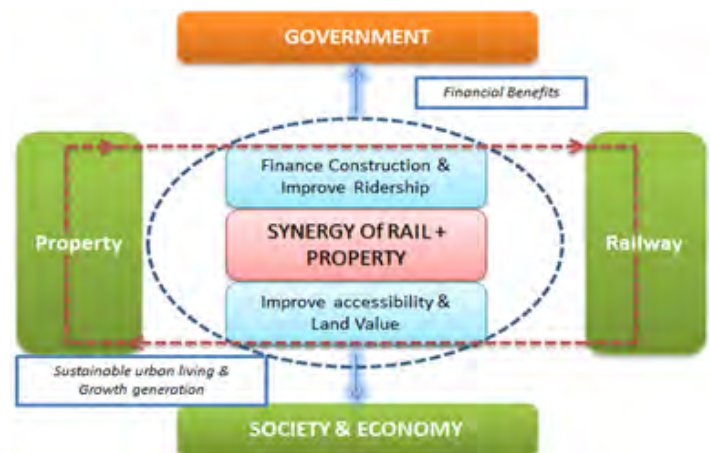 GOVERNMENT
Financial Benefits
Finance Construction &
Improve Ridership
Property
SYNERGY Of RAIL +
PROPERTY
Railway
Improve accessibility &
Land Value
Sustainable urban living &
Growth generation
SOCIETY & ECONOMY